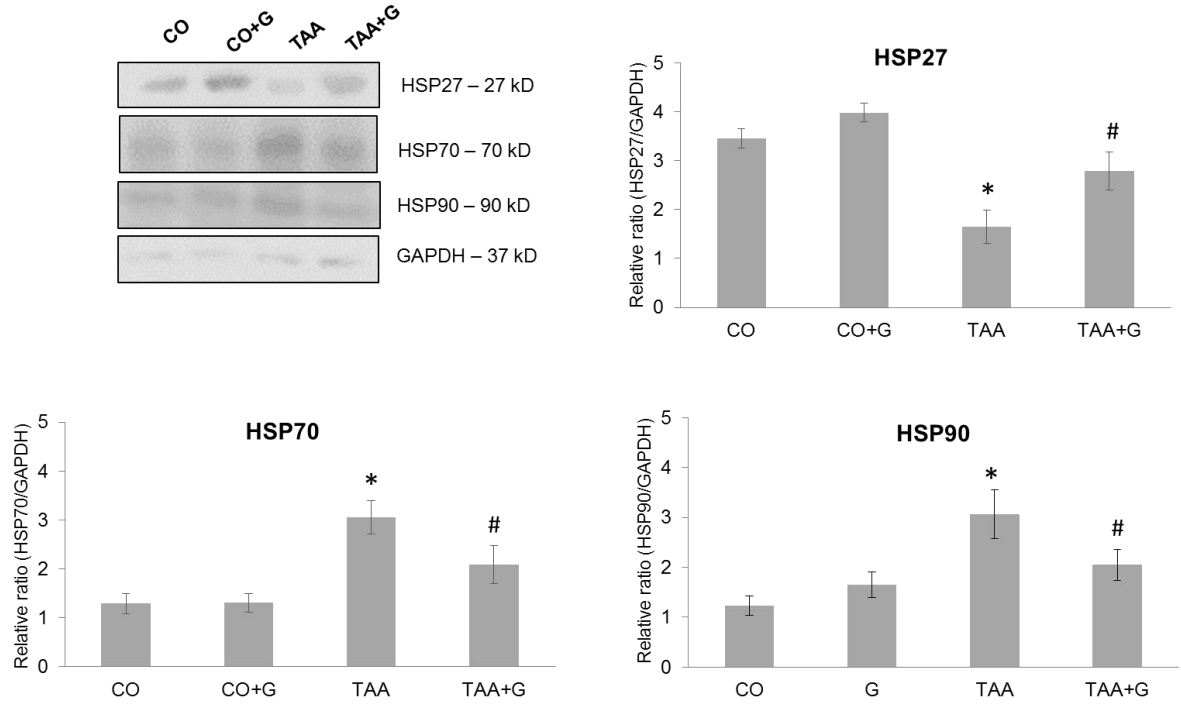 CO CO+G TAA TAA+G
HSP27 – 27 kD
HSP70 – 70 kD
HSP90 – 90 kD
GAPDH – 37 kD
HSP27
Relative ratio (HSP27/GAPDH)
5
4
3
2
1
0
*
#
CO CO+G TAA TAA+G
HSP70
Relative ratio (HSP70/GAPDH)
5
4
3
2
1
0
*
#
CO CO+G TAA TAA+G
HSP90
Relative ratio (HSP90/GAPDH)
5
4
3
2
1
0
*
#
CO G TAA TAA+G